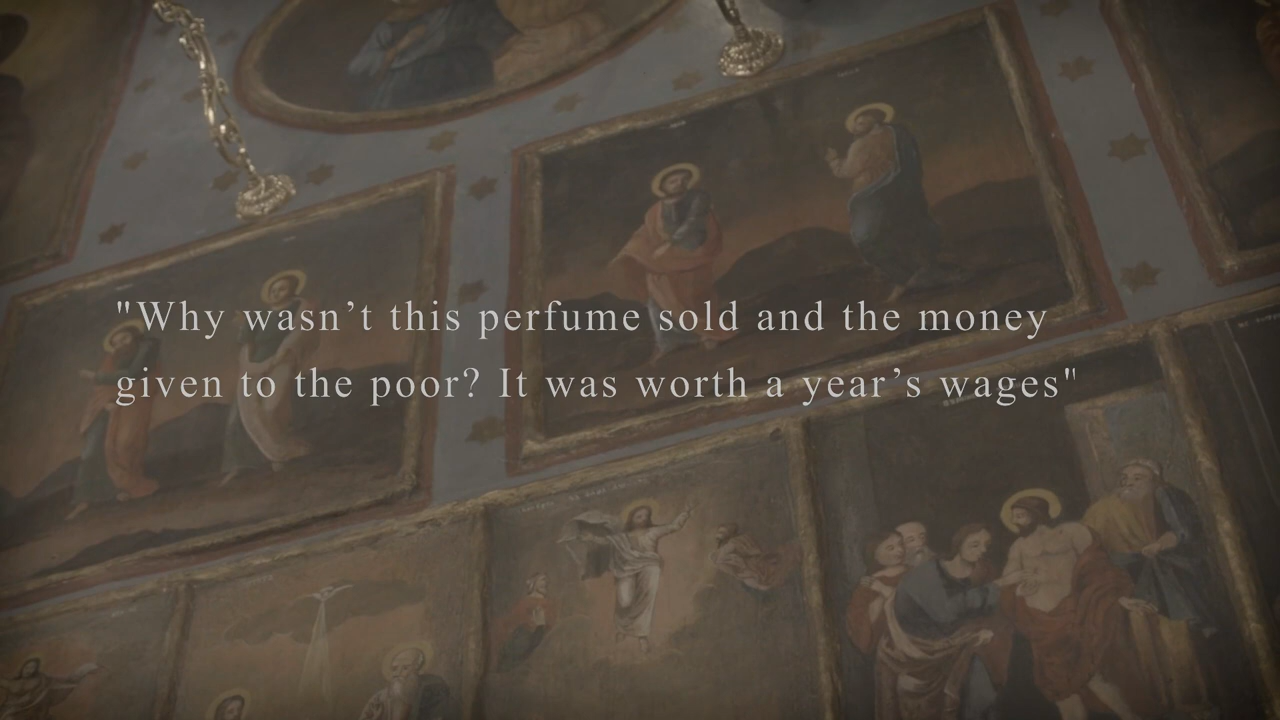 "Why wasn’t this perfume sold and the money
given to the poor? It was worth a year’s wages"